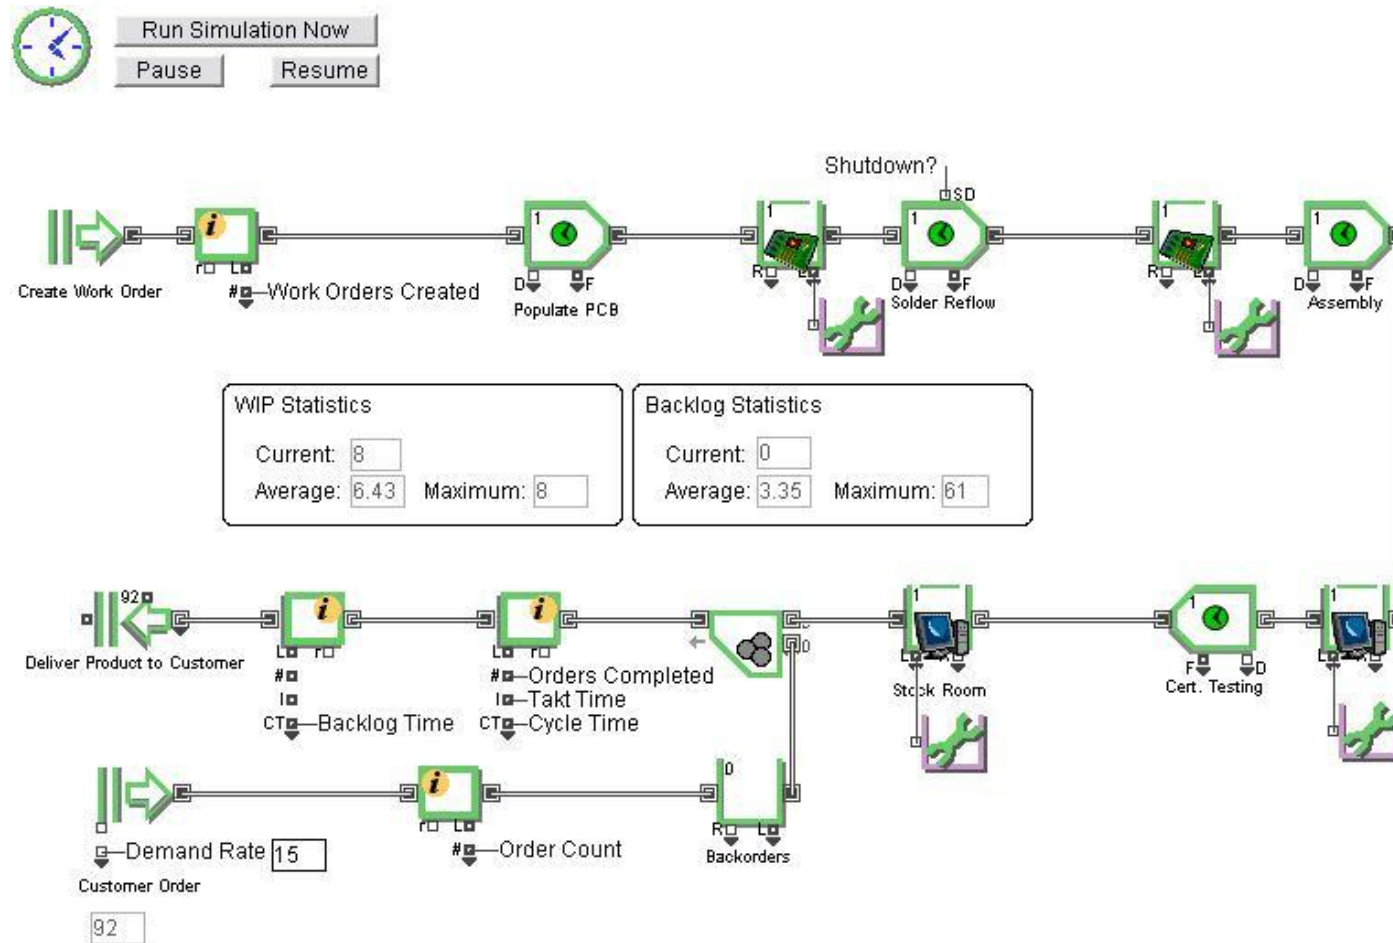 Run Simulation Now
Pause
Resume
Shutdown?
SD
1
1
1
1
1
r
L
R
L
D
F
D
F
R
L
D
F
Create Work Order
#
Work Orders Created
Populate PCB
Solder Reflow
Assembly
WIP Statistics
Current: 8
Average: 6.43 Maximum: 8
Backlog Statistics
Current: 0
Average: 3.35 Maximum: 61
92
1
1
1
0
L
r
L
r
L
F
D
L
Deliver Product to Customer
#
I
CT
Backlog Time
# Orders Completed
I Takt Time
CT Cycle Time
Stock Room
Cert. Testing
0
r
L
R
L
Demand Rate 15
# Order Count
Backorders
Customer Order
92